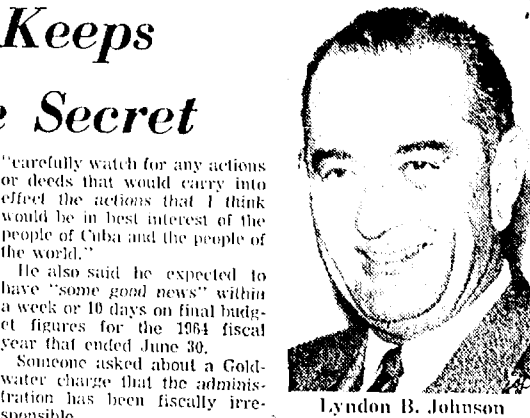 Keeps
Secret
"carefully watch for any actions
or deeds that would carry into
effect the actions that I think
would be in best interest of the
people of Cuba and the people of
the world."
He also said he expected to
have "some good news" within
a week or 10 days on final budg-
et figures for the 1964 fiscal
year that ended June 30.
Someone asked about a Gold-
water charge that the adminis-
tration has been fiscally irre-
sponsible.
Lyndon B. Johnson